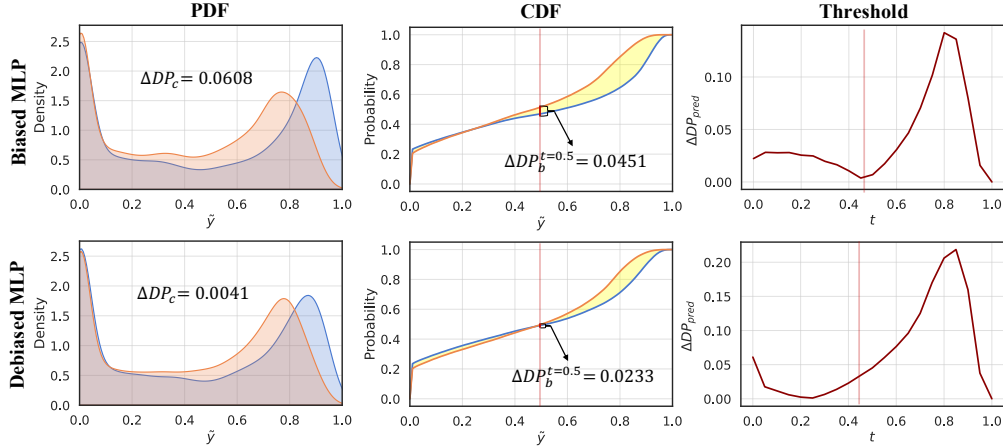 PDF
CDF
Threshold
Biased MLP
Density
2.5
2.0
1.5
1.0
0.5
0.0
ΔDP_c = 0.0608
0.0 0.2 0.4 0.6 0.8 1.0
ỹ
Probability
1.0
0.8
0.6
0.4
0.2
0.0
ΔDP_b^{t=0.5} = 0.0451
0.0 0.2 0.4 0.6 0.8 1.0
ỹ
ΔDP_pred
0.10
0.05
0.00
0.0 0.2 0.4 0.6 0.8 1.0
t
Debiased MLP
Density
2.5
2.0
1.5
1.0
0.5
0.0
ΔDP_c = 0.0041
0.0 0.2 0.4 0.6 0.8 1.0
ỹ
Probability
1.0
0.8
0.6
0.4
0.2
0.0
ΔDP_b^{t=0.5} = 0.0233
0.0 0.2 0.4 0.6 0.8 1.0
ỹ
ΔDP_pred
0.20
0.15
0.10
0.05
0.00
0.0 0.2 0.4 0.6 0.8 1.0
t